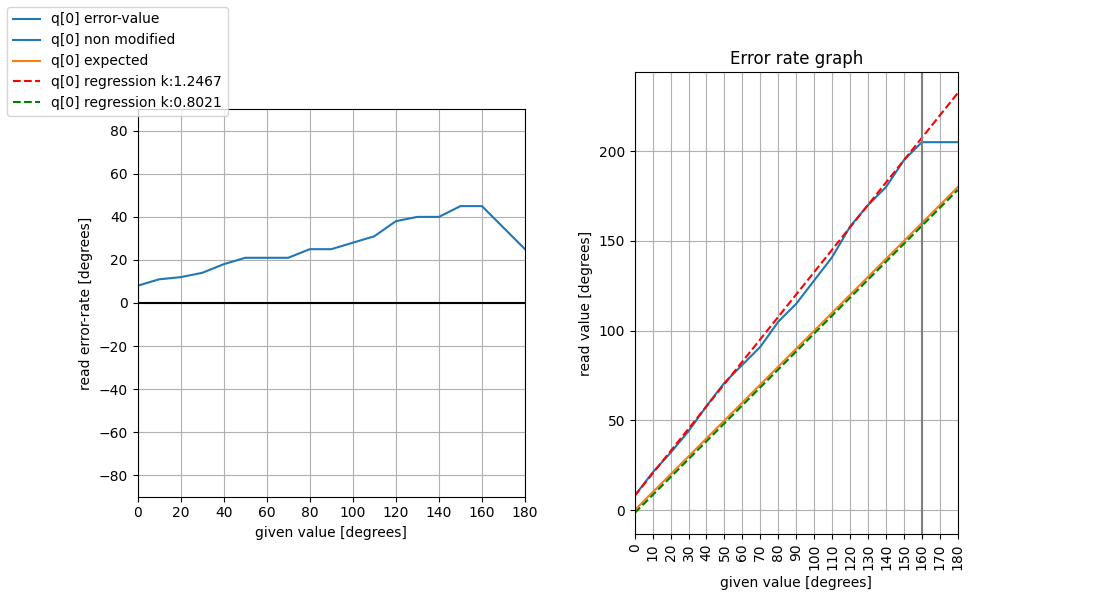 q[0] error-value
q[0] non modified
q[0] expected
q[0] regression k:1.2467
q[0] regression k:0.8021
80
60
40
20
0
−20
−40
−60
−80
read error-rate [degrees]
0 20 40 60 80 100 120 140 160 180
given value [degrees]
Error rate graph
200
150
100
50
0
read value [degrees]
0 10 20 30 40 50 60 70 80 90 100 110 120 130 140 150 160 170 180
given value [degrees]